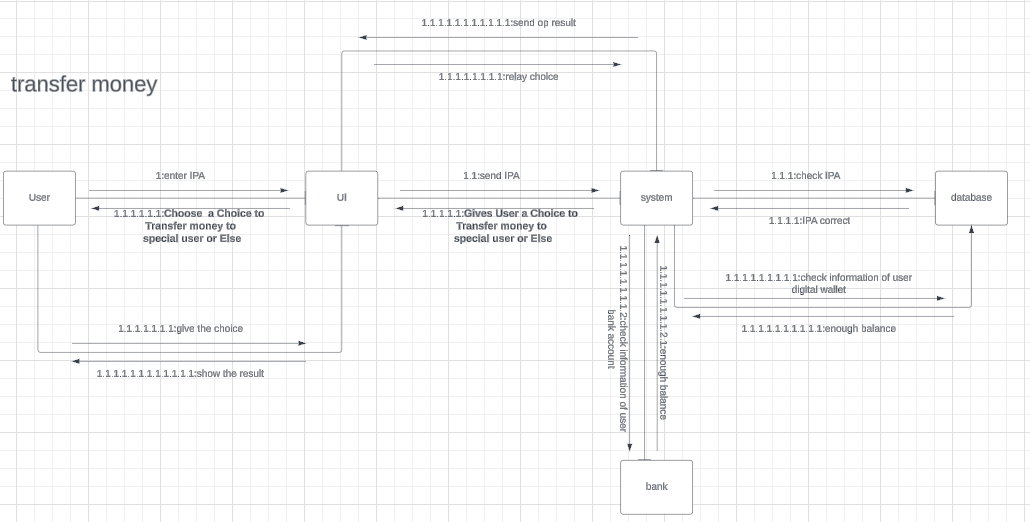 1.1.1.1.1.1.1.1.1.1.1:send op result
1.1.1.1.1.1.1.1:relay choice
transfer money
1:enter IPA
1.1:send IPA
1.1.1:check IPA
User
UI
system
database
1.1.1.1.1.1:Choose a Choice to
Transfer money to
special user or Else
1.1.1.1.1:Gives User a Choice to
Transfer money to
special user or Else
1.1.1.1:IPA correct
1.1.1.1.1.1.1.1.1:check information of user
digital wallet
1.1.1.1.1.1.1:give the choice
1.1.1.1.1.1.1.1.1.1:enough balance
1.1.1.1.1.1.1.1.1.1.1.1:show the result
1.1.1.1.1.1.1.1.2:check information of user
bank account
1.1.1.1.1.1.1.1.2.1:enough balance
bank